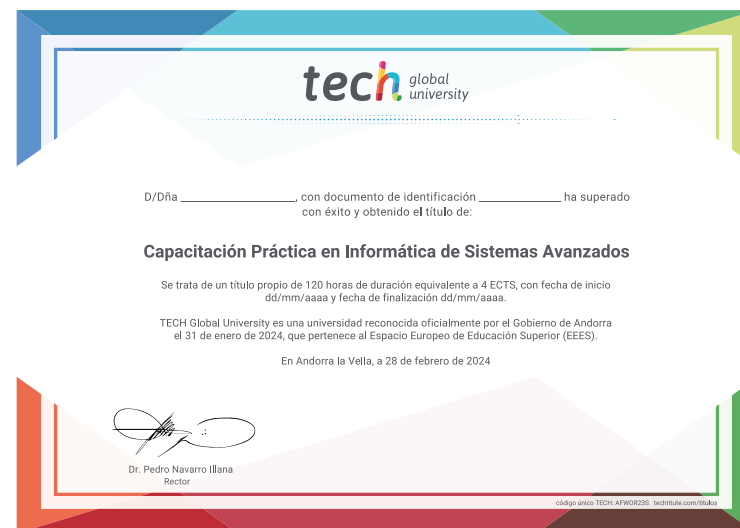 tech global
university
D/Dña ______________, con documento de identificación ______________ ha superado
con éxito y obtenido el título de:
Capacitación Práctica en Informática de Sistemas Avanzados
Se trata de un título propio de 120 horas de duración equivalente a 4 ECTS, con fecha de inicio
dd/mm/aaaa y fecha de finalización dd/mm/aaaa.
TECH Global University es una universidad reconocida oficialmente por el Gobierno de Andorra
el 31 de enero de 2024, que pertenece al Espacio Europeo de Educación Superior (EEES).
En Andorra la Vella, a 28 de febrero de 2024
Dr. Pedro Navarro Illana
Rector
código único TECH: AFWOR23S techtitute.com/titulos